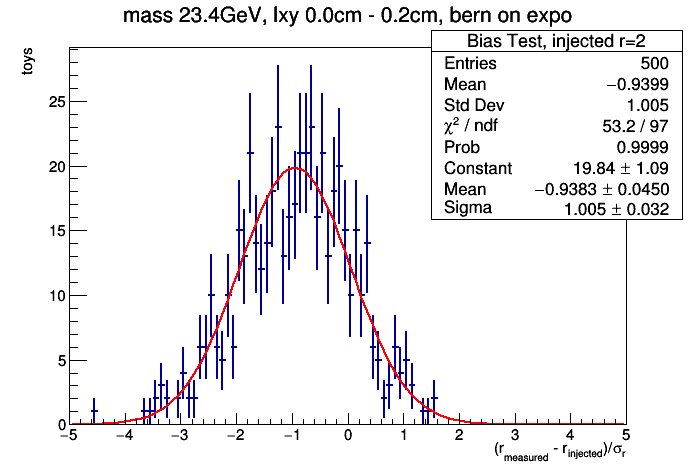 mass 23.4GeV, lxy 0.0cm - 0.2cm, bern on expo
Bias Test, injected r=2
Entries 500
Mean −0.9399
Std Dev 1.005
χ² / ndf 53.2 / 97
Prob 0.9999
Constant 19.84 ± 1.09
Mean −0.9383 ± 0.0450
Sigma 1.005 ± 0.032
toys
25
20
15
10
5
0
−5 −4 −3 −2 −1 0 1 2 3 4 5
(r_measured - r_injected)/σ_r